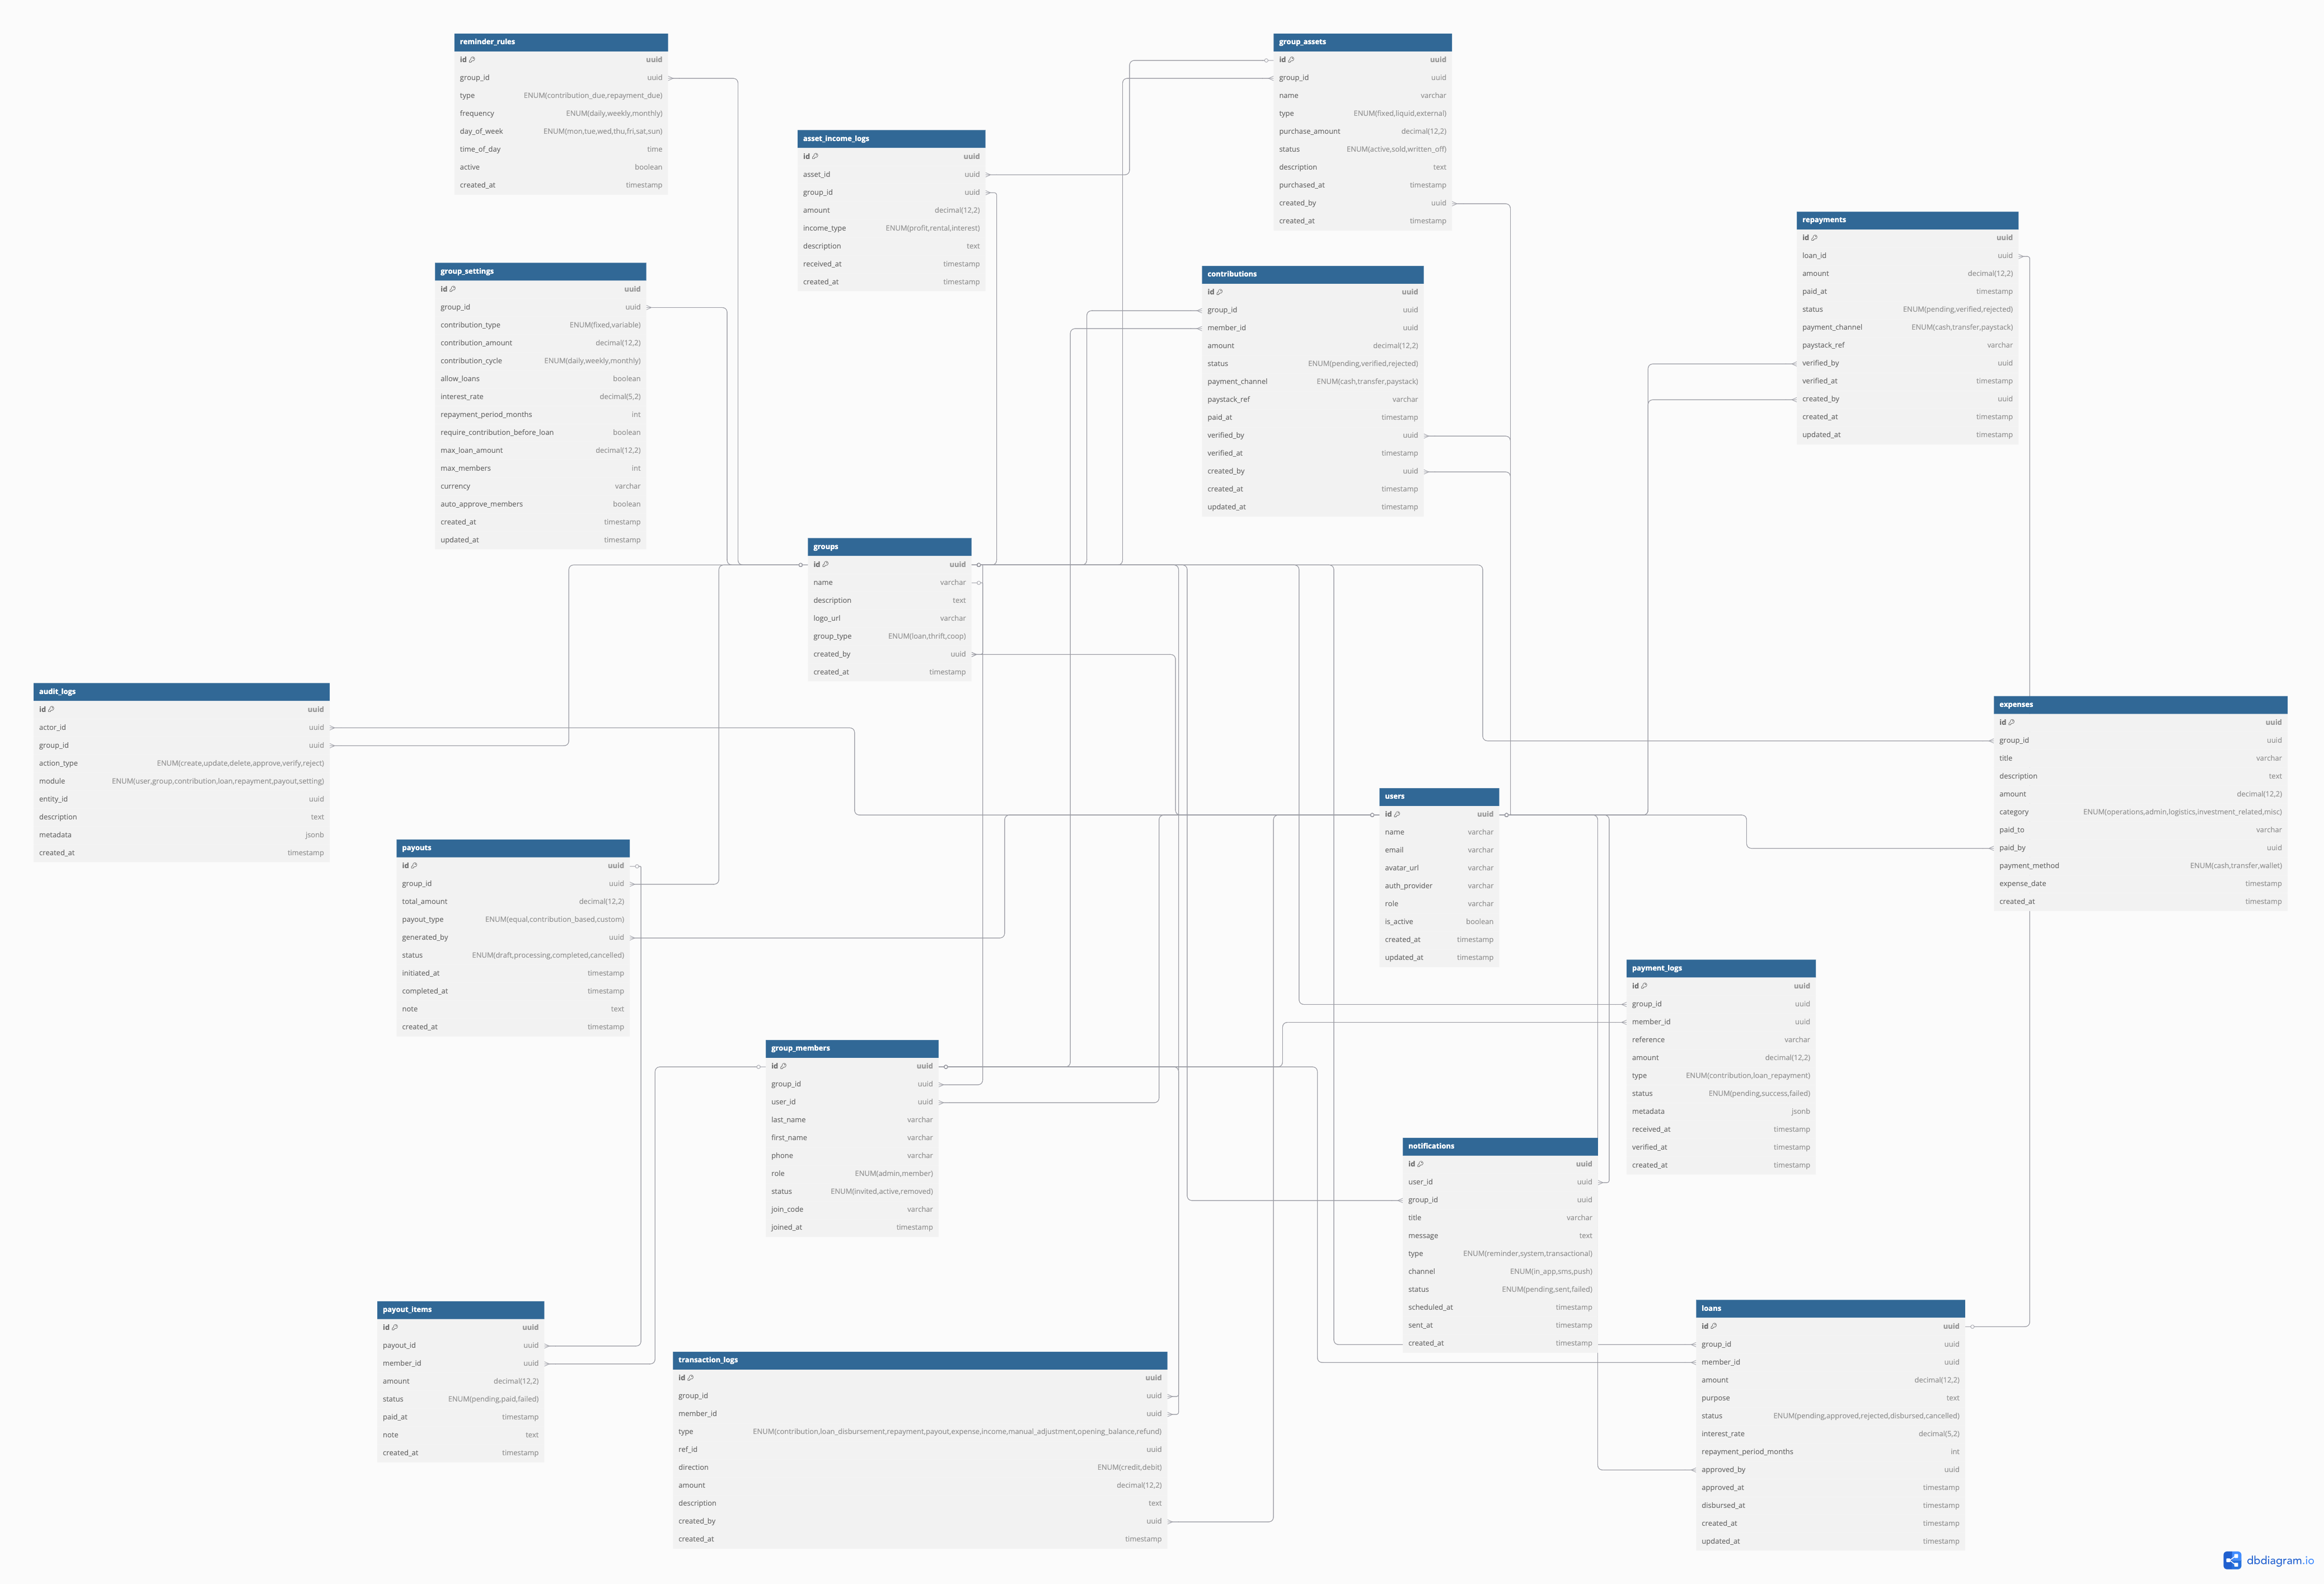 reminder_rules
id uuid
group_id uuid
type ENUM(contribution_due,repayment_due)
frequency ENUM(daily,weekly,monthly)
day_of_week ENUM(mon,tue,wed,thu,fri,sat,sun)
time_of_day time
active boolean
created_at timestamp
group_assets
id uuid
group_id uuid
name varchar
type ENUM(fixed,liquid,external)
purchase_amount decimal(12,2)
status ENUM(active,sold,written_off)
description text
purchased_at timestamp
created_by uuid
created_at timestamp
asset_income_logs
id uuid
asset_id uuid
group_id uuid
amount decimal(12,2)
income_type ENUM(profit,rental,interest)
description text
received_at timestamp
created_at timestamp
repayments
id uuid
loan_id uuid
amount decimal(12,2)
paid_at timestamp
status ENUM(pending,verified,rejected)
payment_channel ENUM(cash,transfer,paystack)
paystack_ref varchar
verified_by uuid
verified_at timestamp
created_by uuid
created_at timestamp
updated_at timestamp
group_settings
id uuid
group_id uuid
contribution_type ENUM(fixed,variable)
contribution_amount decimal(12,2)
contribution_cycle ENUM(daily,weekly,monthly)
allow_loans boolean
interest_rate decimal(5,2)
repayment_period_months int
require_contribution_before_loan boolean
max_loan_amount decimal(12,2)
max_members int
currency varchar
auto_approve_members boolean
created_at timestamp
updated_at timestamp
contributions
id uuid
group_id uuid
member_id uuid
amount decimal(12,2)
status ENUM(pending,verified,rejected)
payment_channel ENUM(cash,transfer,paystack)
paystack_ref varchar
paid_at timestamp
verified_by uuid
verified_at timestamp
created_by uuid
created_at timestamp
updated_at timestamp
groups
id uuid
name varchar
description text
logo_url varchar
group_type ENUM(loan,thrift,coop)
created_by uuid
created_at timestamp
audit_logs
id uuid
actor_id uuid
group_id uuid
action_type ENUM(create,update,delete,approve,verify,reject)
module ENUM(user,group,contribution,loan,repayment,payout,setting)
entity_id uuid
description text
metadata jsonb
created_at timestamp
expenses
id uuid
group_id uuid
title varchar
description text
amount decimal(12,2)
category ENUM(operations,admin,logistics,investment_related,misc)
paid_to varchar
paid_by uuid
payment_method ENUM(cash,transfer,wallet)
expense_date timestamp
created_at timestamp
users
id uuid
name varchar
email varchar
avatar_url varchar
auth_provider varchar
role varchar
is_active boolean
created_at timestamp
updated_at timestamp
payouts
id uuid
group_id uuid
total_amount decimal(12,2)
payout_type ENUM(equal,contribution_based,custom)
generated_by uuid
status ENUM(draft,processing,completed,cancelled)
initiated_at timestamp
completed_at timestamp
note text
created_at timestamp
payment_logs
id uuid
group_id uuid
member_id uuid
reference varchar
amount decimal(12,2)
type ENUM(contribution,loan_repayment)
status ENUM(pending,success,failed)
metadata jsonb
received_at timestamp
verified_at timestamp
created_at timestamp
group_members
id uuid
group_id uuid
user_id uuid
last_name varchar
first_name varchar
phone varchar
role ENUM(admin,member)
status ENUM(invited,active,removed)
join_code varchar
joined_at timestamp
notifications
id uuid
user_id uuid
group_id uuid
title varchar
message text
type ENUM(reminder,system,transactional)
channel ENUM(in_app,sms,push)
status ENUM(pending,sent,failed)
scheduled_at timestamp
sent_at timestamp
created_at timestamp
payout_items
id uuid
payout_id uuid
member_id uuid
amount decimal(12,2)
status ENUM(pending,paid,failed)
paid_at timestamp
note text
created_at timestamp
transaction_logs
id uuid
group_id uuid
member_id uuid
type ENUM(contribution,loan_disbursement,repayment,payout,expense,income,manual_adjustment,opening_balance,refund)
ref_id uuid
direction ENUM(credit,debit)
amount decimal(12,2)
description text
created_by uuid
created_at timestamp
loans
id uuid
group_id uuid
member_id uuid
amount decimal(12,2)
purpose text
status ENUM(pending,approved,rejected,disbursed,cancelled)
interest_rate decimal(5,2)
repayment_period_months int
approved_by uuid
approved_at timestamp
disbursed_at timestamp
created_at timestamp
updated_at timestamp
dbdiagram.io